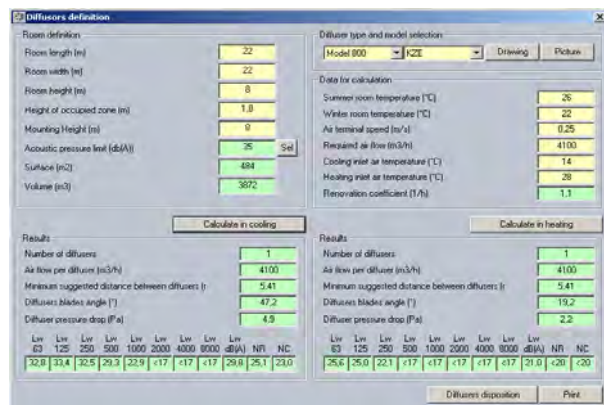 Diffusors definition
Room definition
Room length (m) 22
Room width (m) 22
Room height (m) 8
Height of occupied zone (m) 1,8
Mounting Height (m) 8
Acoustic pressure limit (db(A)) 35 Sel
Surface (m2) 484
Volume (m3) 3872
Diffuser type and model selection
Model 800 KZE Drawing Picture
Data for calculation
Summer room temperature (°C) 26
Winter room temperature (°C) 22
Air terminal speed (m/s) 0,25
Required air flow (m3/h) 4100
Cooling inlet air temperature (°C) 14
Heating inlet air temperature (°C) 28
Renovation coefficient (1/h) 1,1
Calculate in cooling
Calculate in heating
Results
Number of diffusers 1
Air flow per diffuser (m3/h) 4100
Minimum suggested distance between diffusers (r 5,41
Diffusers blades angle (°) 47,2
Diffuser pressure drop (Pa) 4,9
Lw Lw Lw Lw Lw Lw Lw Lw Lw
63 125 250 500 1000 2000 4000 8000 dB(A) NR NC
32,8 33,4 32,5 29,3 22,9 <17 <17 <17 29,8 25,1 23,0
Results
Number of diffusers 1
Air flow per diffuser (m3/h) 4100
Minimum suggested distance between diffusers (r 5,41
Diffusers blades angle (°) 19,2
Diffuser pressure drop (Pa) 2,2
Lw Lw Lw Lw Lw Lw Lw Lw Lw
63 125 250 500 1000 2000 4000 8000 dB(A) NR NC
25,6 25,0 22,1 <17 <17 <17 <17 <17 21,0 <20 <20
Diffusers disposition Print